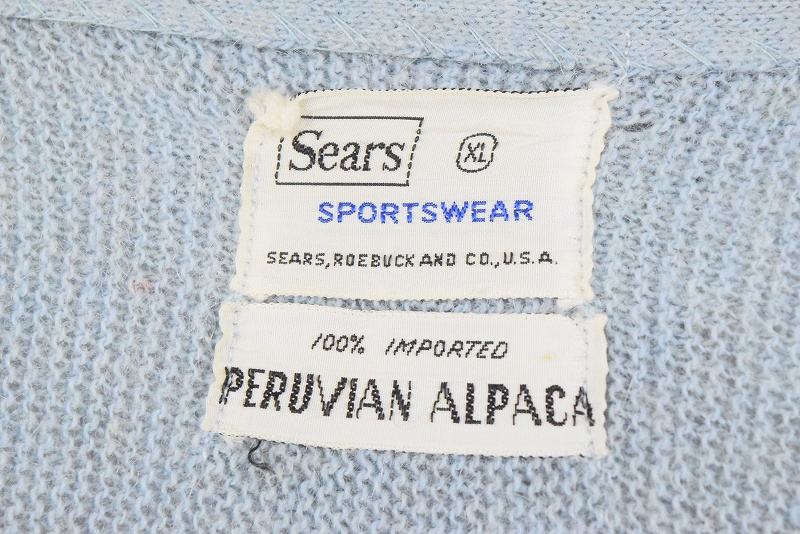 Sears XL
SPORTSWEAR
SEARS, ROEBUCK AND CO., U.S.A.
100% IMPORTED
PERUVIAN ALPACA